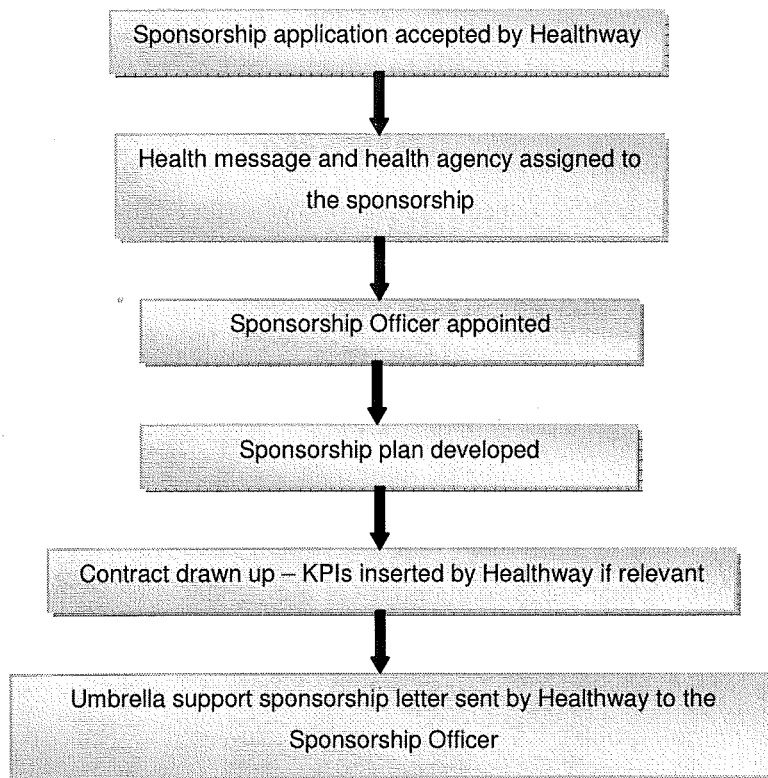 Sponsorship application accepted by Healthway
Health message and health agency assigned to
the sponsorship
Sponsorship Officer appointed
Sponsorship plan developed
Contract drawn up – KPIs inserted by Healthway if relevant
Umbrella support sponsorship letter sent by Healthway to the
Sponsorship Officer